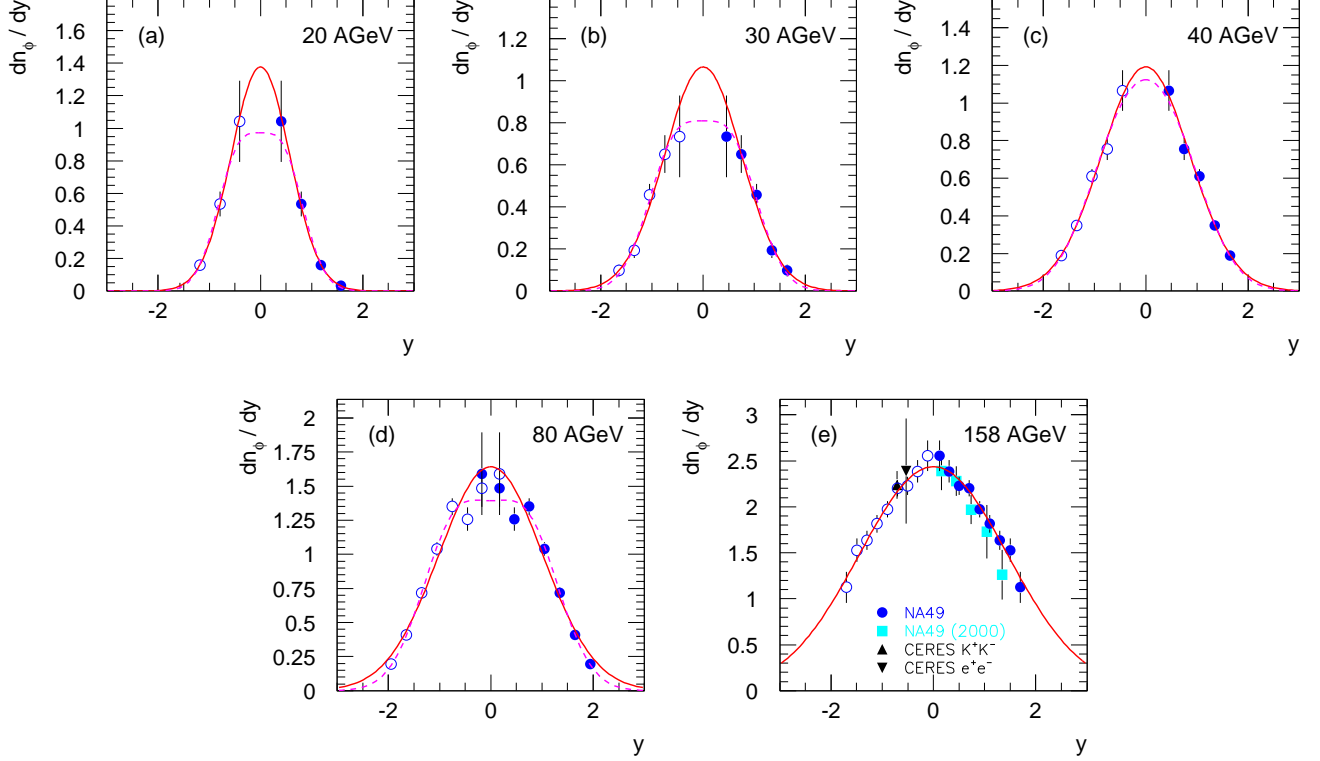 dn_ϕ / dy
(a)
20 AGeV
1.6
1.4
1.2
1
0.8
0.6
0.4
0.2
0
-2
0
2
y
dn_ϕ / dy
(b)
30 AGeV
1.2
1
0.8
0.6
0.4
0.2
0
-2
0
2
y
dn_ϕ / dy
(c)
40 AGeV
1.4
1.2
1
0.8
0.6
0.4
0.2
0
-2
0
2
y
dn_ϕ / dy
(d)
80 AGeV
2
1.75
1.5
1.25
1
0.75
0.5
0.25
0
-2
0
2
y
dn_ϕ / dy
(e)
158 AGeV
3
2.5
2
1.5
1
0.5
0
NA49
NA49 (2000)
CERES K⁺K⁻
CERES e⁺e⁻
-2
0
2
y